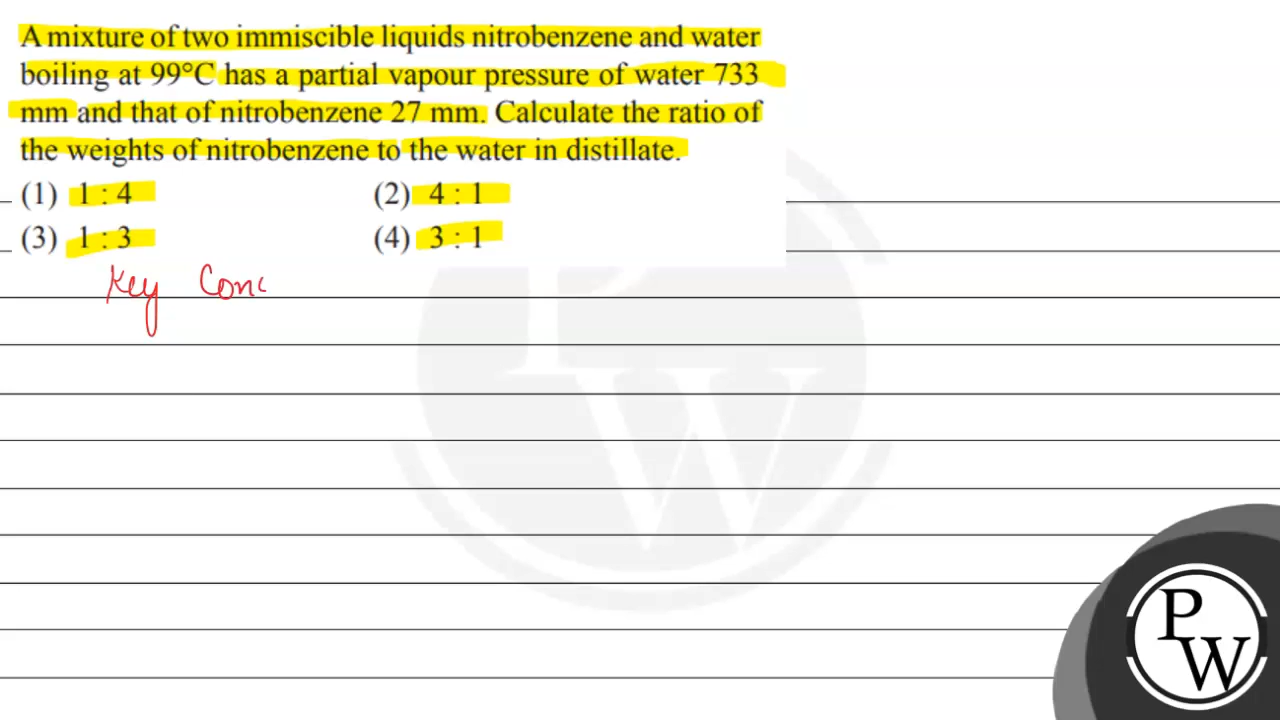 A mixture of two immiscible liquids nitrobenzene and water
boiling at 99°C has a partial vapour pressure of water 733
mm and that of nitrobenzene 27 mm. Calculate the ratio of
the weights of nitrobenzene to the water in distillate.
(1) 1 : 4 (2) 4 : 1
(3) 1 : 3 (4) 3 : 1
Key Conc
P
W